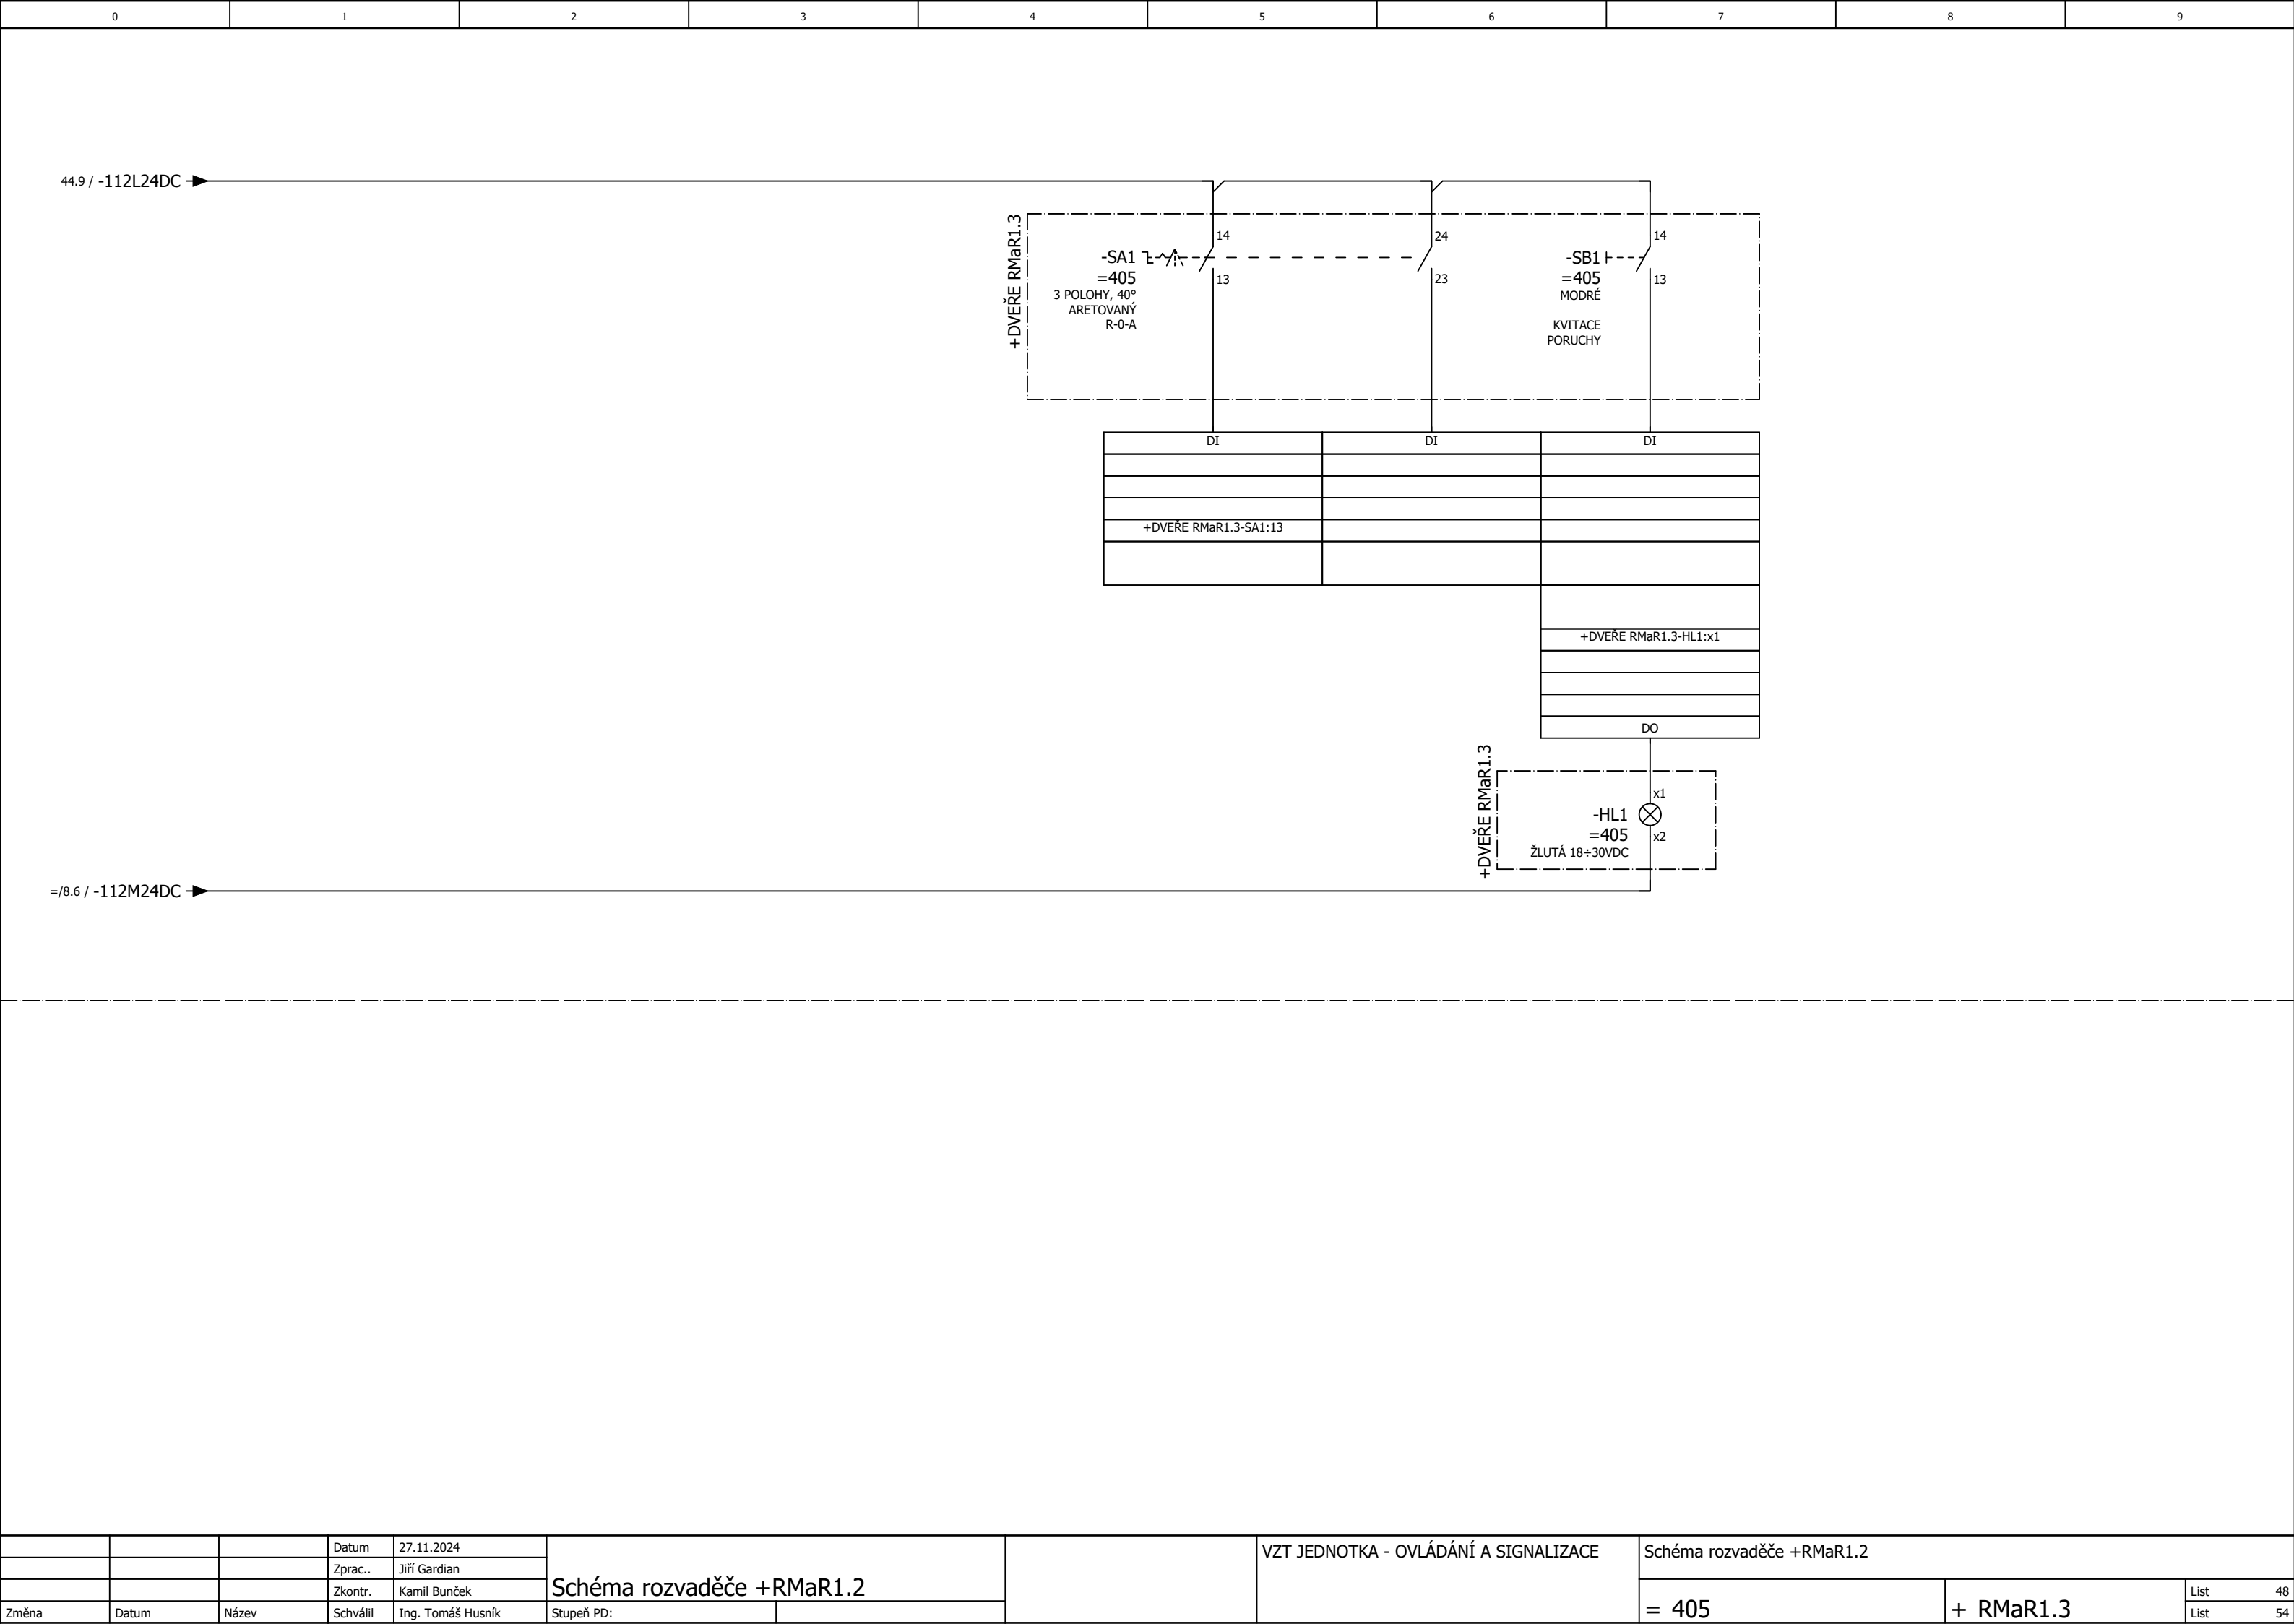 0 1 2 3 4 5 6 7 8 9
44.9 / -112L24DC
+DVEŘE RMaR1.3
-SA1
=405
3 POLOHY, 40°
ARETOVANÝ
R-0-A
14
13
24
23
-SB1
=405
MODRÉ
KVITACE
PORUCHY
14
13
DI DI DI
+DVEŘE RMaR1.3-SA1:13
+DVEŘE RMaR1.3-HL1:x1
DO
+DVEŘE RMaR1.3
-HL1
=405
ŽLUTÁ 18÷30VDC
x1
x2
=/8.6 / -112M24DC
Datum 27.11.2024
Zprac.. Jiří Gardian
Zkontr. Kamil Bunček
Změna Datum Název Schválil Ing. Tomáš Husník
Schéma rozvaděče +RMaR1.2
Stupeň PD:
VZT JEDNOTKA - OVLÁDÁNÍ A SIGNALIZACE
Schéma rozvaděče +RMaR1.2
= 405
+ RMaR1.3
List 48
List 54